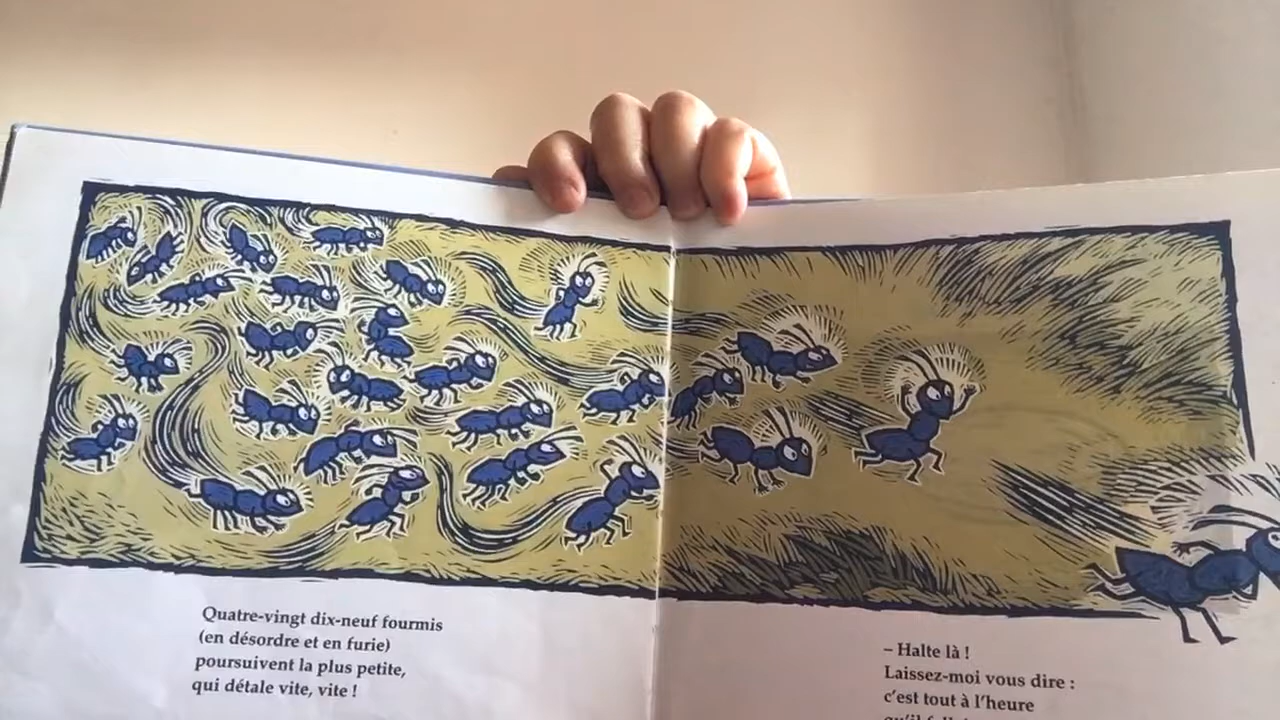 Quatre-vingt dix-neuf fourmis
(en désordre et en furie)
poursuivent la plus petite,
qui détale vite, vite !
– Halte là !
Laissez-moi vous dire :
c'est tout à l'heure